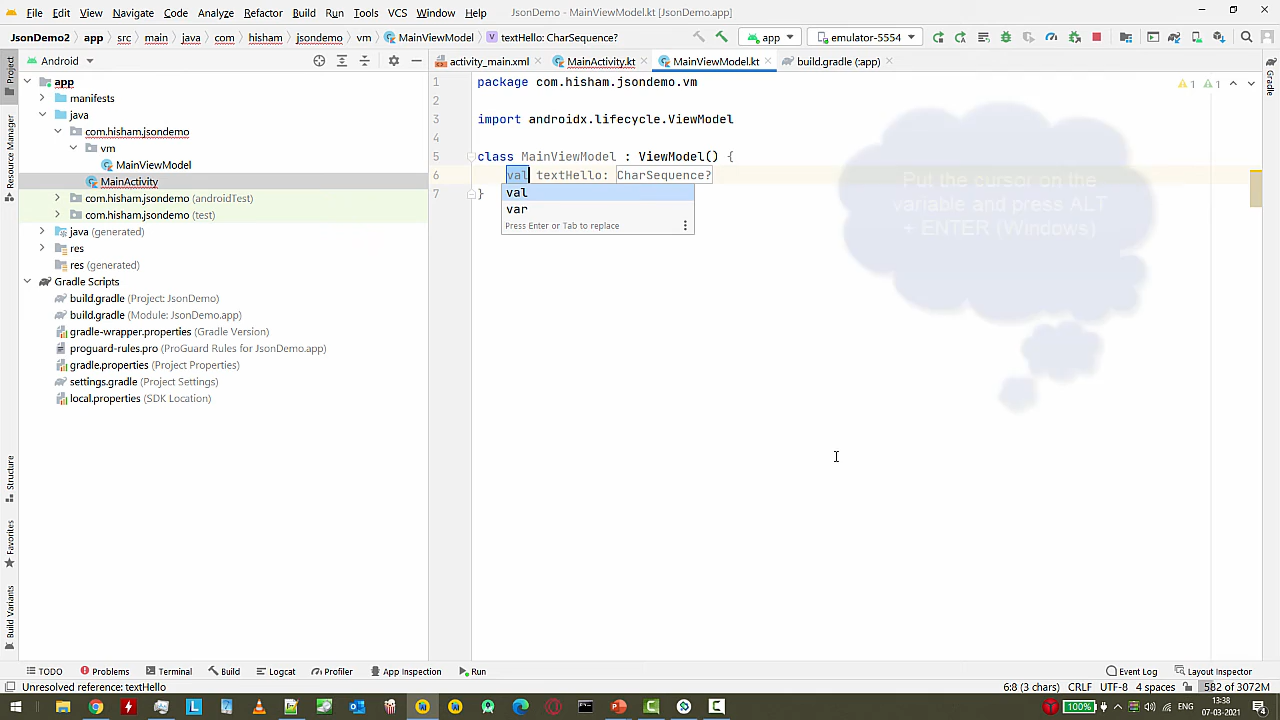 File Edit View Navigate Code Analyze Refactor Build Run Tools VCS Window Help JsonDemo - MainViewModel.kt [JsonDemo.app]
JsonDemo2 app src main java com hisham jsondemo vm MainViewModel textHello: CharSequence? app emulator-5554
Project
Resource Manager
Structure
Favorites
Build Variants
Android
app
manifests
java
com.hisham.jsondemo
vm
MainViewModel
MainActivity
com.hisham.jsondemo (androidTest)
com.hisham.jsondemo (test)
java (generated)
res
res (generated)
Gradle Scripts
build.gradle (Project: JsonDemo)
build.gradle (Module: JsonDemo.app)
gradle-wrapper.properties (Gradle Version)
proguard-rules.pro (ProGuard Rules for JsonDemo.app)
gradle.properties (Project Properties)
settings.gradle (Project Settings)
local.properties (SDK Location)
activity_main.xml MainActivity.kt MainViewModel.kt build.gradle (:app)
1 package com.hisham.jsondemo.vm
2
3 import androidx.lifecycle.ViewModel
4
5 class MainViewModel : ViewModel() {
6 val textHello: CharSequence?
7 }
val
var
Press Enter or Tab to replace
1 1
Put the cursor on the
variable and press ALT
+ ENTER (Windows)
Gradle
TODO Problems Terminal Build Logcat Profiler App Inspection Run Event Log Layout Inspector
Unresolved reference: textHello 6:8 (3 chars) CRLF UTF-8 4 spaces 582 of 3072M
100% ENG 13:38
07-03-2021